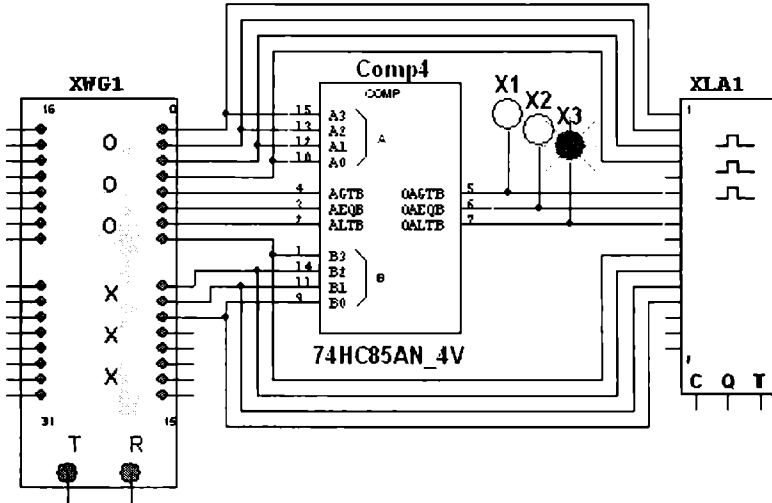 XWG1
Comp4
XLA1
COMP
X1
X2
X3
16
0
O
O
O
X
X
X
31
15
T
R
15
13
12
10
4
3
2
1
14
11
9
A3
A2
A1
A0
A
AGTB
AEQB
ALTB
B3
B2
B1
B0
B
OAGTB
OAEQB
OALTB
5
6
7
74HC85AN_4V
1
C Q T